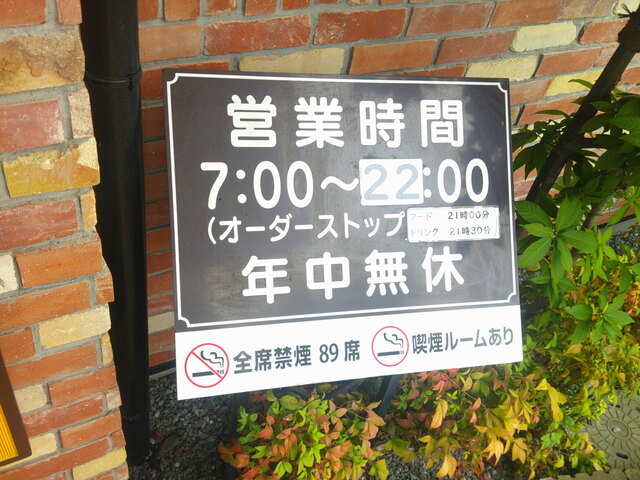 営業時間
7:00～22:00
(オーダーストップ フード 21時00分
ドリンク 21時30分
年中無休
全席禁煙 89席 喫煙ルームあり